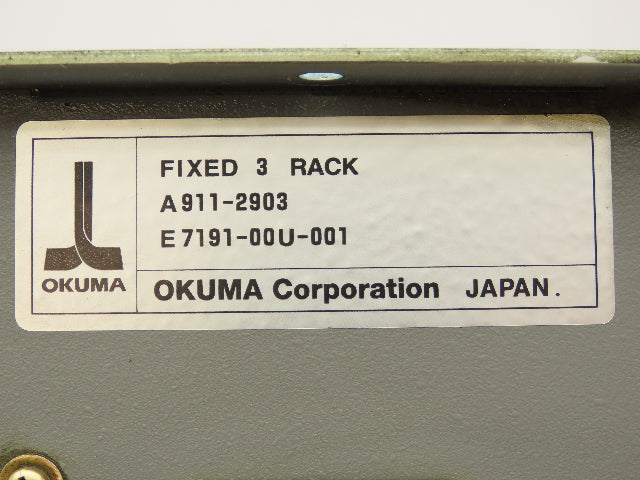 FIXED 3 RACK
A911-2903
E7191-00U-001
OKUMA
OKUMA Corporation JAPAN.